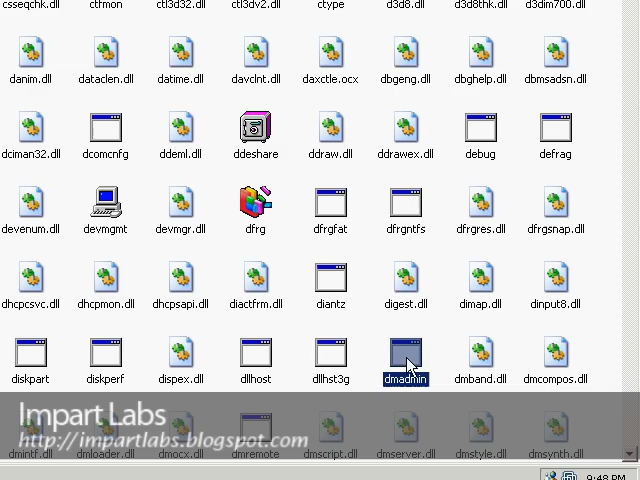 csseqchk.dll ctfmon ctl3d32.dll ctl3dv2.dll ctype d3d8.dll d3d8thk.dll d3dim700.dll
danim.dll dataclen.dll datime.dll davclnt.dll daxctle.ocx dbgeng.dll dbghelp.dll dbmsadsn.dll
dciman32.dll dcomcnfg ddeml.dll ddeshare ddraw.dll ddrawex.dll debug defrag
devenum.dll devmgmt devmgr.dll dfrg dfrgfat dfrgntfs dfrgres.dll dfrgsnap.dll
dhcpcsvc.dll dhcpmon.dll dhcpsapi.dll diactfrm.dll diantz digest.dll dimap.dll dinput8.dll
diskpart diskperf dispex.dll dllhost dllhst3g dmadmin dmband.dll dmcompos.dll
Impart Labs
http://impartlabs.blogspot.com
dmintf.dll dmloader.dll dmocx.dll dmremote dmscript.dll dmserver.dll dmstyle.dll dmsynth.dll
9:48 PM